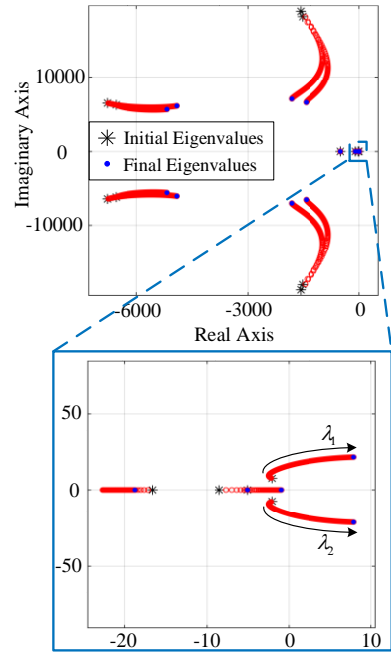 10000
0
-10000
Imaginary Axis
Initial Eigenvalues
Final Eigenvalues
-6000 -3000 0
Real Axis
50
0
-50
λ1
λ2
-20 -10 0 10